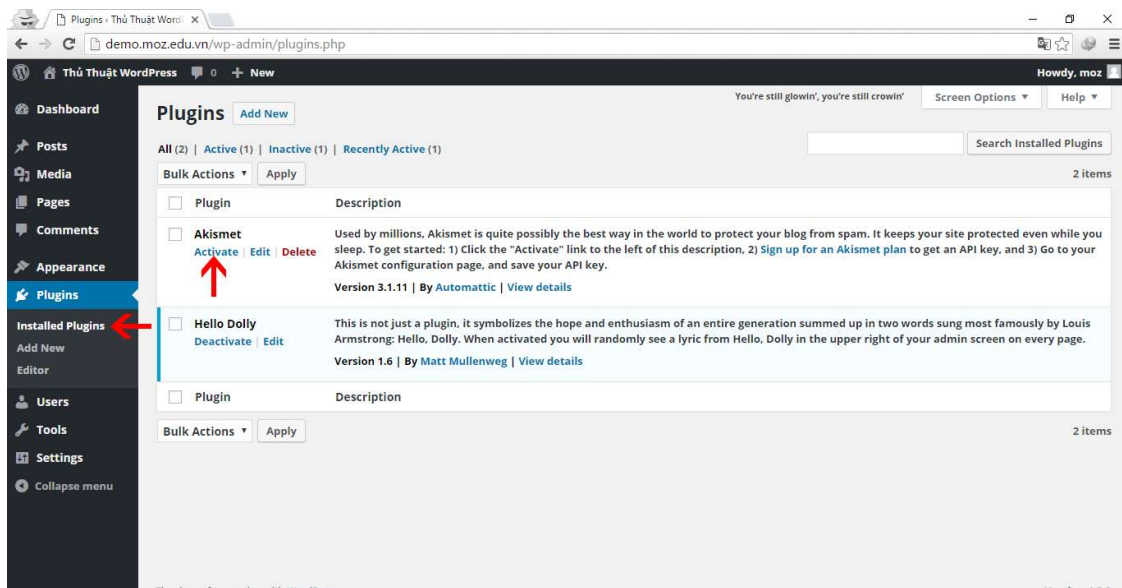 Plugins ‹ Thủ Thuật Word
demo.moz.edu.vn/wp-admin/plugins.php
Thủ Thuật WordPress 0 + New
Howdy, moz
Dashboard
Posts
Media
Pages
Comments
Appearance
Plugins
Installed Plugins
Add New
Editor
Users
Tools
Settings
Collapse menu
Plugins Add New
You're still glowin', you're still crowin'
Screen Options
Help
All (2) | Active (1) | Inactive (1) | Recently Active (1)
Search Installed Plugins
Bulk Actions Apply
2 items
Plugin Description
Akismet
Activate | Edit | Delete
Used by millions, Akismet is quite possibly the best way in the world to protect your blog from spam. It keeps your site protected even while you
sleep. To get started: 1) Click the "Activate" link to the left of this description, 2) Sign up for an Akismet plan to get an API key, and 3) Go to your
Akismet configuration page, and save your API key.
Version 3.1.11 | By Automattic | View details
Hello Dolly
Deactivate | Edit
This is not just a plugin, it symbolizes the hope and enthusiasm of an entire generation summed up in two words sung most famously by Louis
Armstrong: Hello, Dolly. When activated you will randomly see a lyric from Hello, Dolly in the upper right of your admin screen on every page.
Version 1.6 | By Matt Mullenweg | View details
Plugin Description
Bulk Actions Apply
2 items